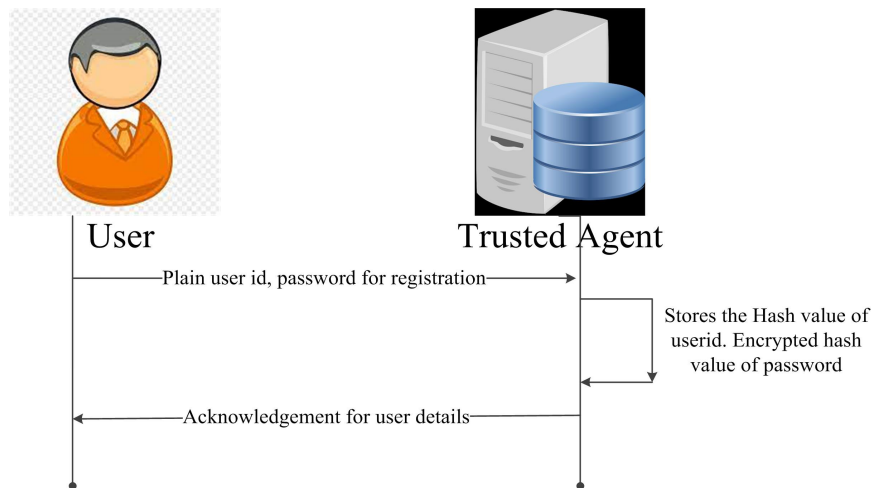 User
Trusted Agent
Plain user id, password for registration
Stores the Hash value of
userid. Encrypted hash
value of password
Acknowledgement for user details